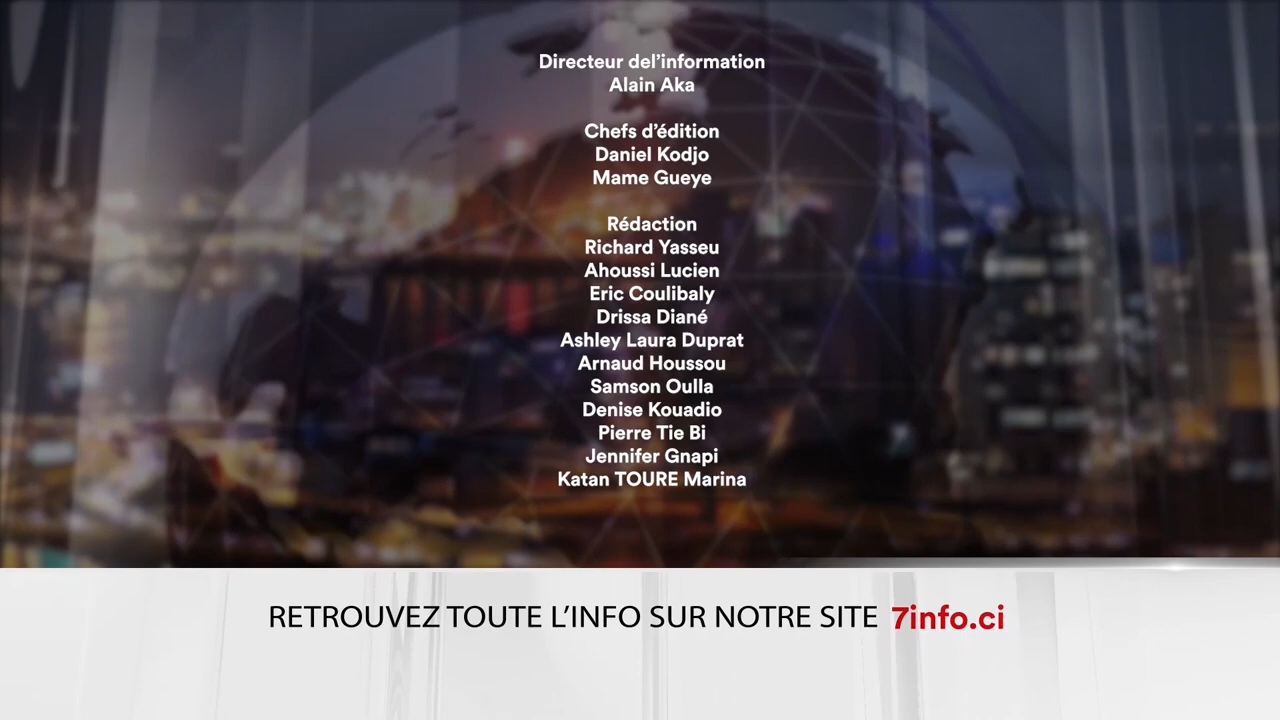 Directeur del’information
Alain Aka
Chefs d’édition
Daniel Kodjo
Mame Gueye
Rédaction
Richard Yasseu
Ahoussi Lucien
Eric Coulibaly
Drissa Diané
Ashley Laura Duprat
Arnaud Houssou
Samson Oulla
Denise Kouadio
Pierre Tie Bi
Jennifer Gnapi
Katan TOURE Marina
RETROUVEZ TOUTE L’INFO SUR NOTRE SITE 7info.ci